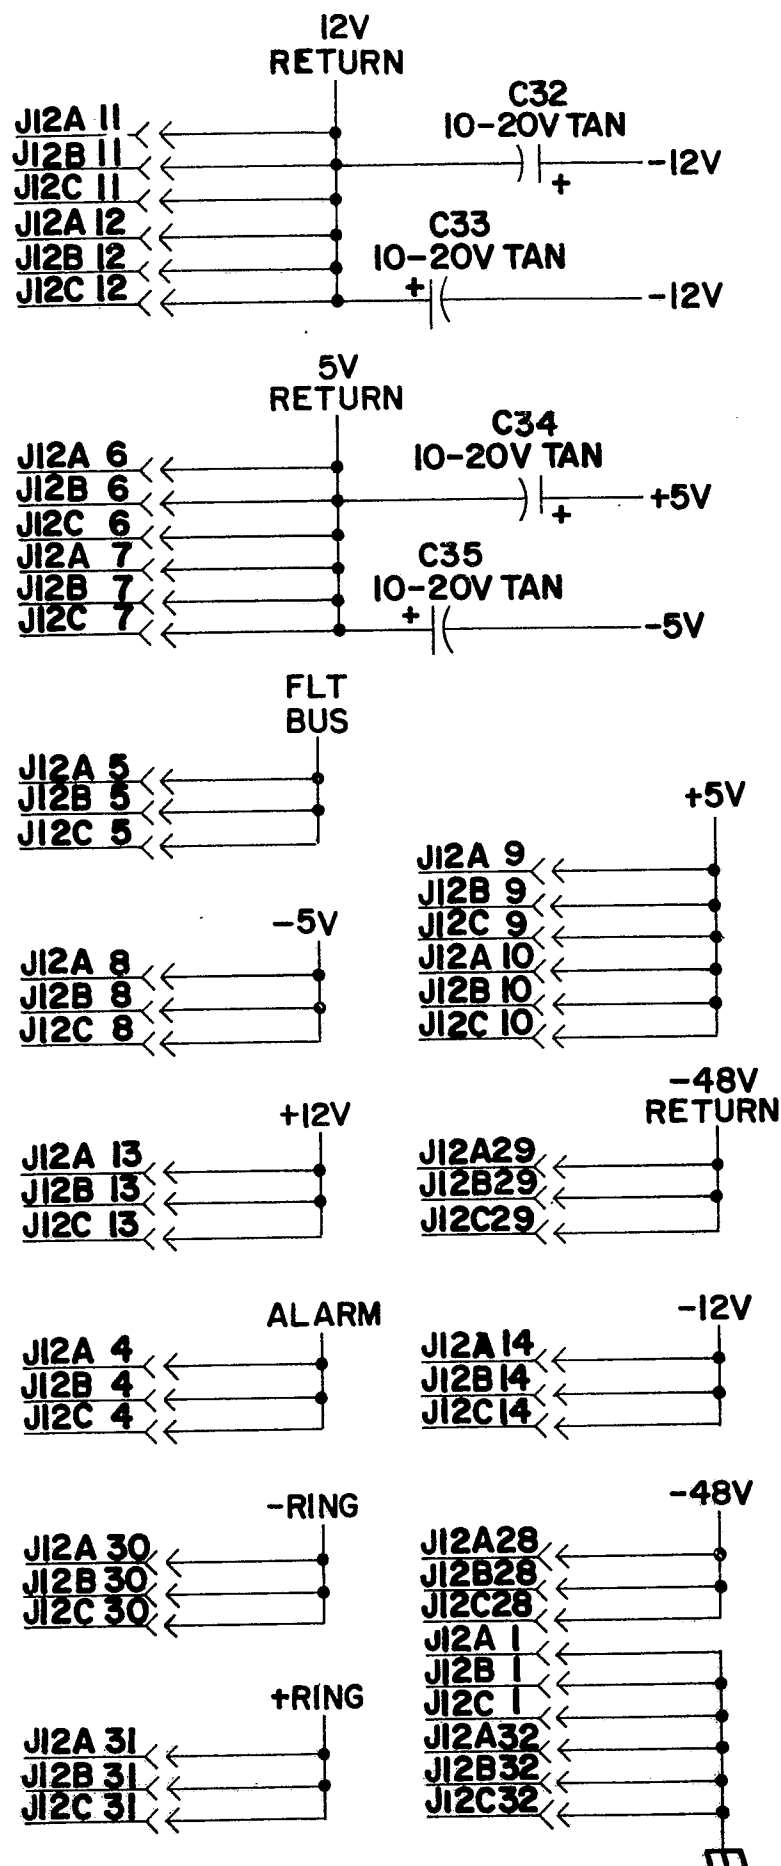 12V
RETURN
J12A 11
J12B 11
J12C 11
J12A 12
J12B 12
J12C 12
C32
10-20V TAN
+
-12V
C33
10-20V TAN
+
-12V
5V
RETURN
J12A 6
J12B 6
J12C 6
J12A 7
J12B 7
J12C 7
C34
10-20V TAN
+
+5V
C35
10-20V TAN
+
-5V
FLT
BUS
J12A 5
J12B 5
J12C 5
-5V
J12A 8
J12B 8
J12C 8
+12V
J12A 13
J12B 13
J12C 13
ALARM
J12A 4
J12B 4
J12C 4
-RING
J12A 30
J12B 30
J12C 30
+RING
J12A 31
J12B 31
J12C 31
+5V
J12A 9
J12B 9
J12C 9
J12A 10
J12B 10
J12C 10
-48V
RETURN
J12A29
J12B29
J12C29
-12V
J12A 14
J12B 14
J12C 14
-48V
J12A28
J12B28
J12C28
J12A 1
J12B 1
J12C 1
J12A32
J12B32
J12C32